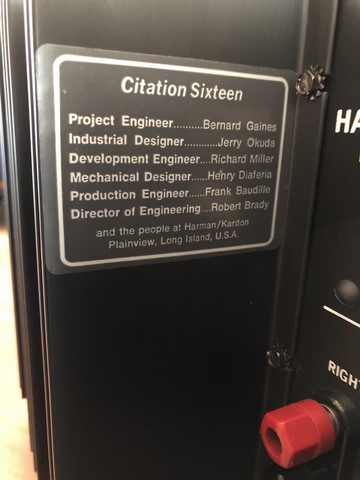 Citation Sixteen
Project Engineer.........Bernard Gaines
Industrial Designer............Jerry Okuda
Development Engineer....Richard Miller
Mechanical Designer......Henry Diaferia
Production Engineer......Frank Baudille
Director of Engineering....Robert Brady
and the people at Harman/Kardon
Plainview, Long Island, U.S.A.
HA
RIGHT